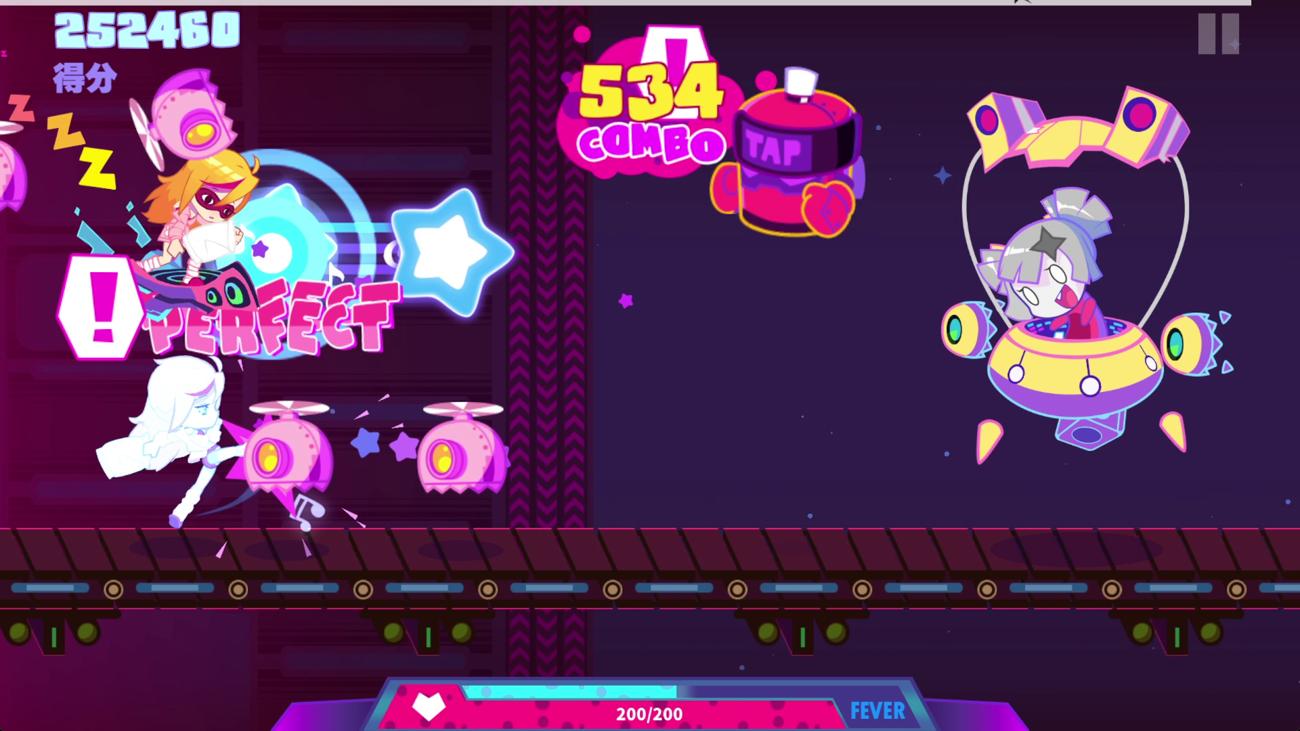 252460
得分
z
Z
Z
!
534
COMBO
TAP
!
PERFECT
200/200
FEVER